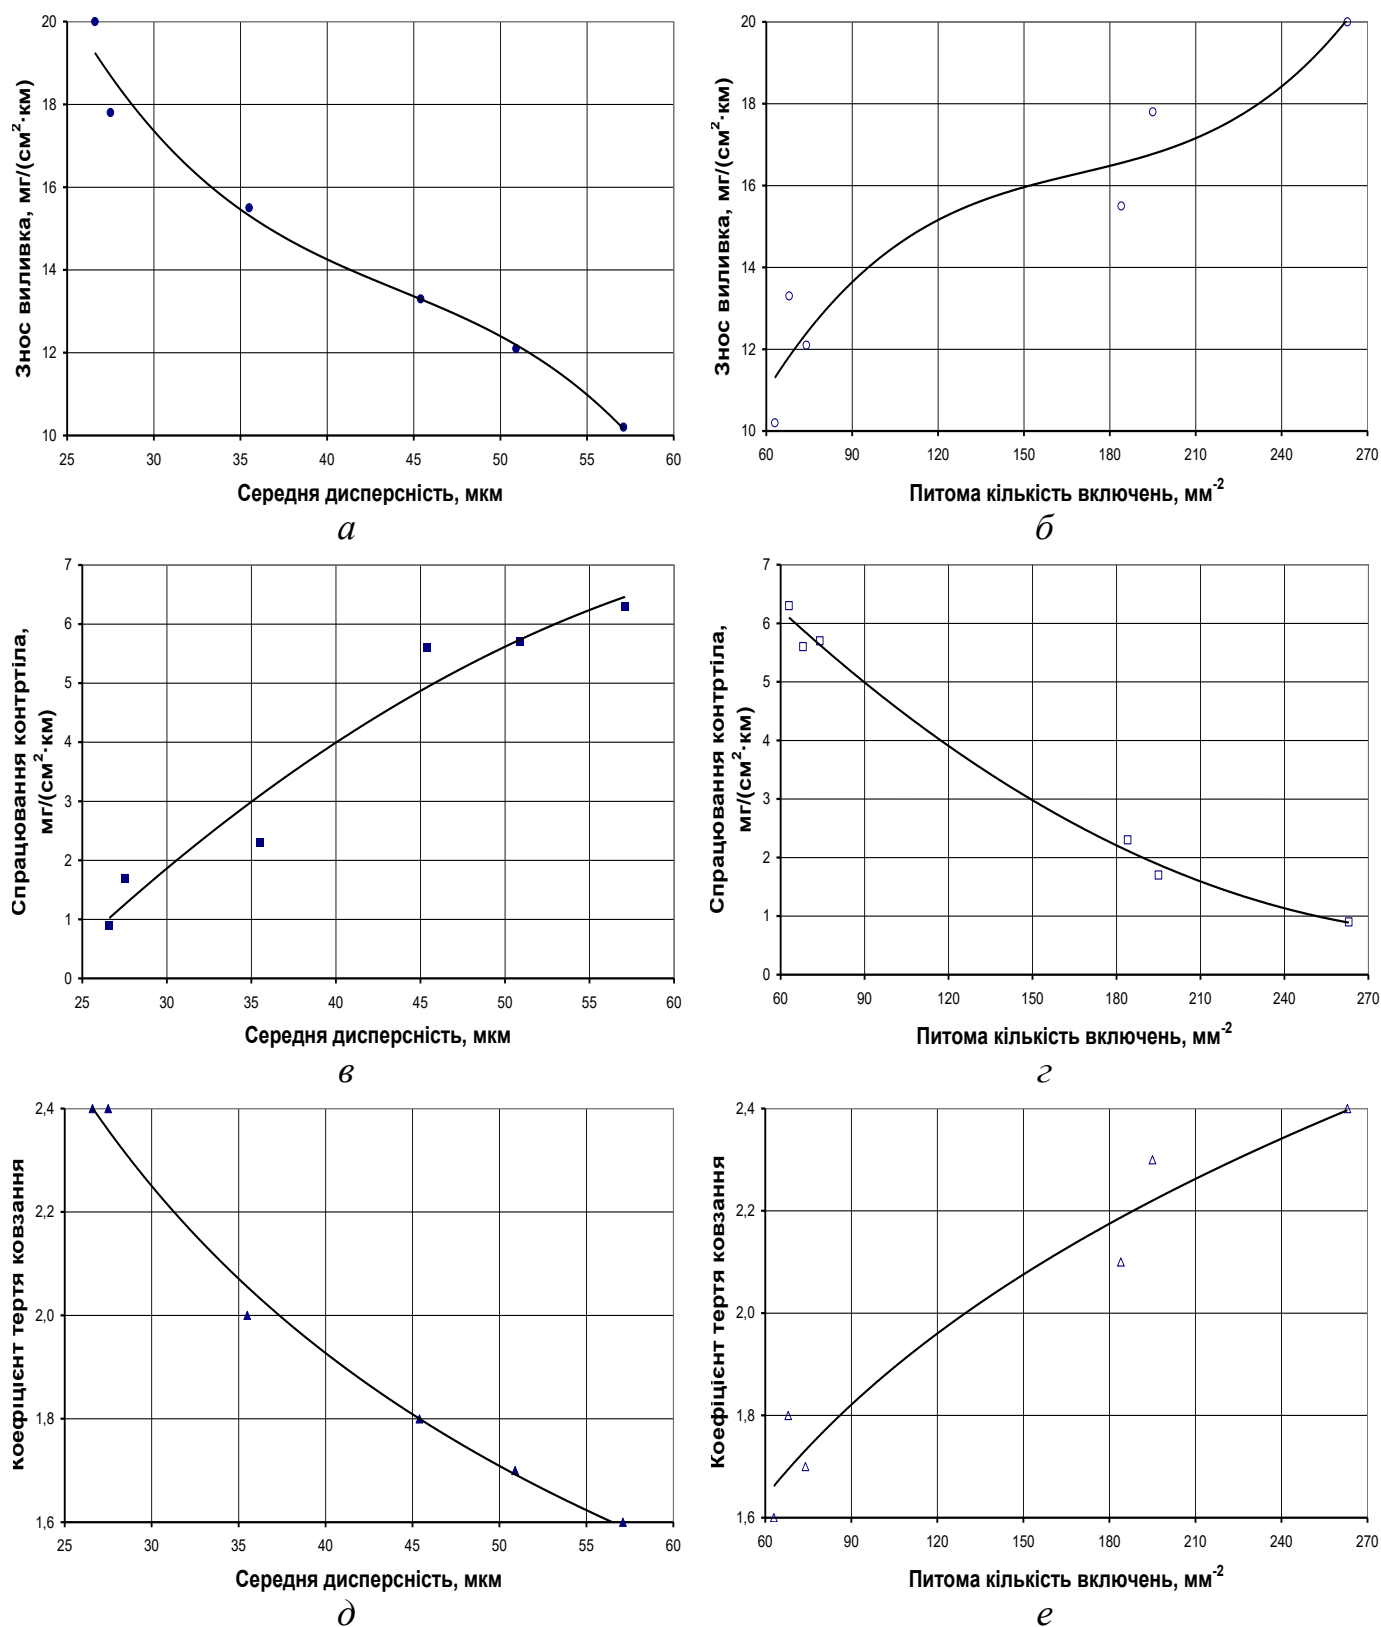 Знос виливка, мг/(см²·км)
20
18
16
14
12
10
25 30 35 40 45 50 55 60
Середня дисперсність, мкм
а
Знос виливка, мг/(см²·км)
20
18
16
14
12
10
60 90 120 150 180 210 240 270
Питома кількість включень, мм⁻²
б
Спрацювання контртіла,
мг/(см²·км)
7
6
5
4
3
2
1
0
25 30 35 40 45 50 55 60
Середня дисперсність, мкм
в
Спрацювання контртіла,
мг/(см²·км)
7
6
5
4
3
2
1
0
60 90 120 150 180 210 240 270
Питома кількість включень, мм⁻²
г
коефіцієнт тертя ковзання
2,4
2,2
2,0
1,8
1,6
25 30 35 40 45 50 55 60
Середня дисперсність, мкм
д
Коефіцієнт тертя ковзання
2,4
2,2
2,0
1,8
1,6
60 90 120 150 180 210 240 270
Питома кількість включень, мм⁻²
е